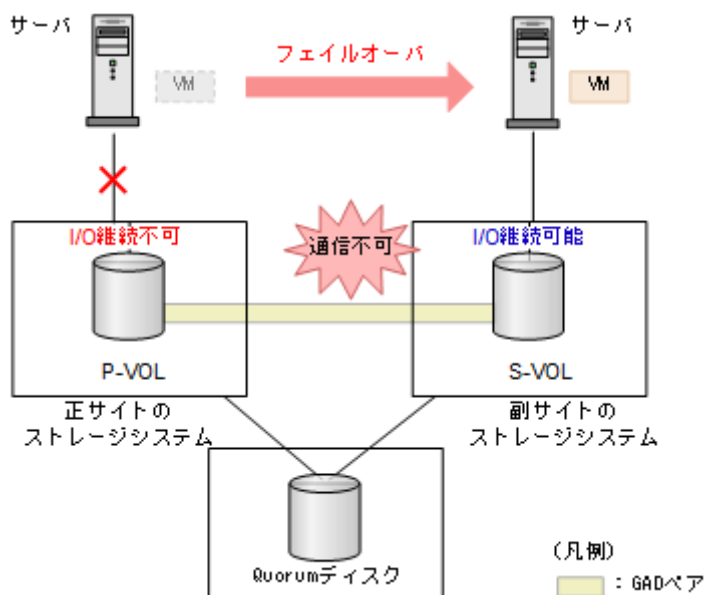 サーバ
サーバ
フェイルオーバ
VM
VM
I/O継続不可
通信不可
I/O継続可能
P-VOL
S-VOL
正サイトの
ストレージシステム
副サイトの
ストレージシステム
Quorumディスク
(凡例)
：GADペア